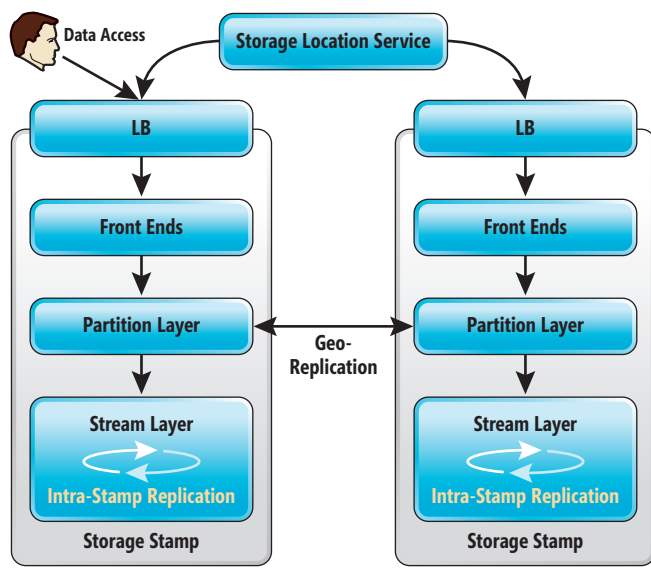 Data Access
Storage Location Service
LB
Front Ends
Partition Layer
Stream Layer
Intra-Stamp Replication
Storage Stamp
Geo-
Replication
LB
Front Ends
Partition Layer
Stream Layer
Intra-Stamp Replication
Storage Stamp